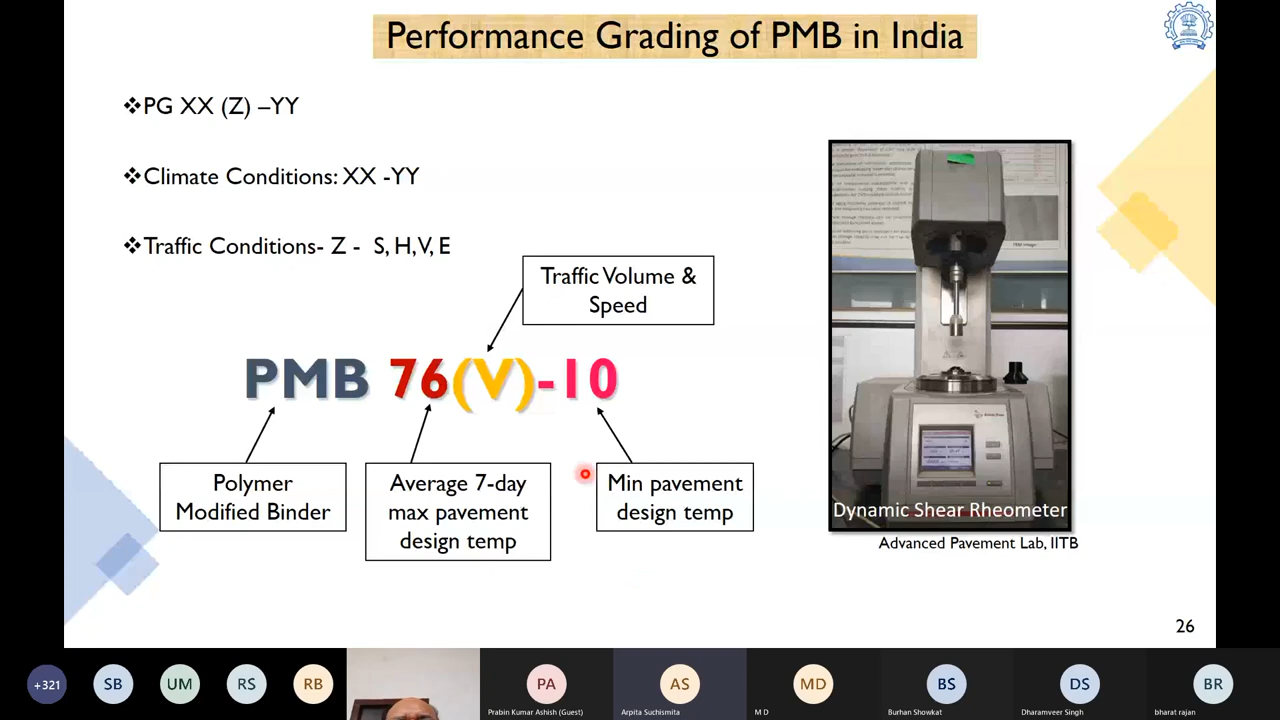 Performance Grading of PMB in India
❖PG XX (Z) –YY
❖Climate Conditions: XX -YY
❖Traffic Conditions- Z - S, H, V, E
Traffic Volume &
Speed
PMB 76(V)-10
Polymer
Modified Binder
Average 7-day
max pavement
design temp
Min pavement
design temp
Dynamic Shear Rheometer
Advanced Pavement Lab, IITB
26
+321
SB
UM
RS
RB
PA
Prabin Kumar Ashish (Guest)
AS
Arpita Suchismita
MD
M D
BS
Burhan Showkat
DS
Dharamveer Singh
BR
bharat rajan